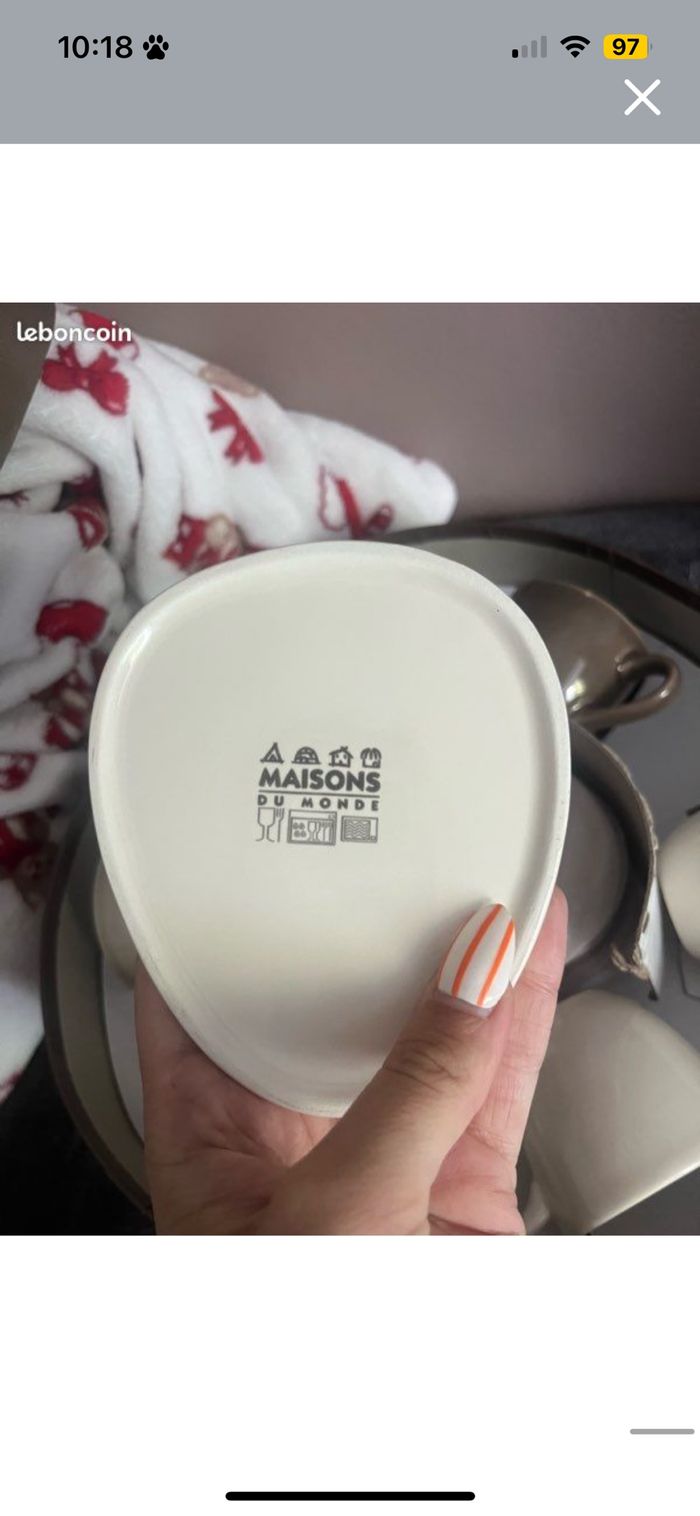 10:18
97
leboncoin
MAISONS
DU MONDE